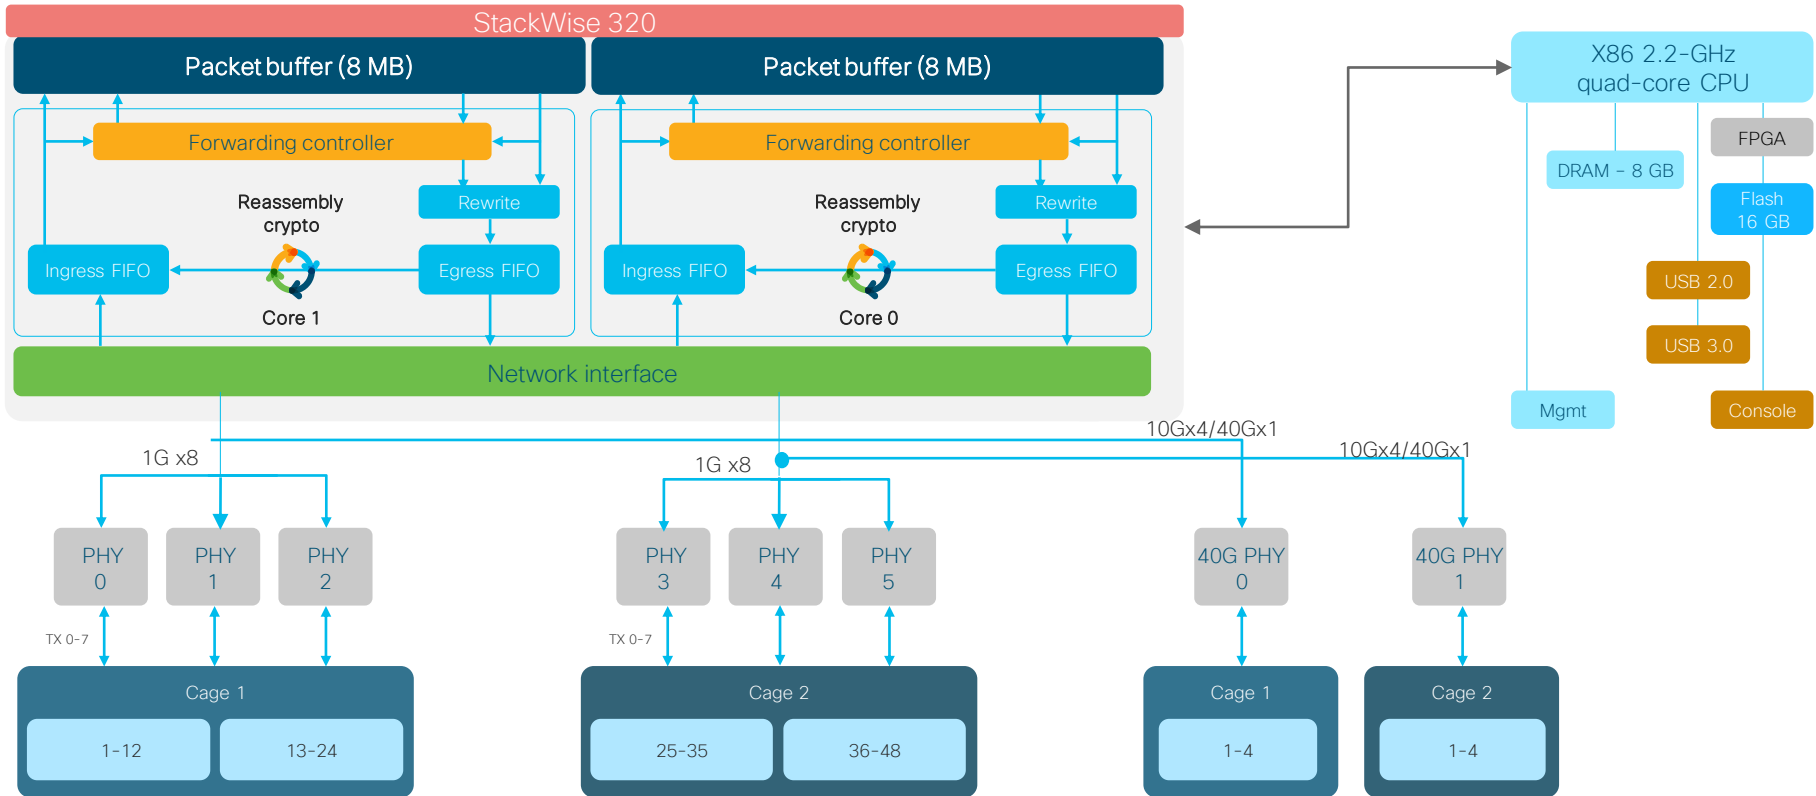 StackWise 320
Packet buffer (8 MB)
Packet buffer (8 MB)
X86 2.2-GHz
quad-core CPU
Forwarding controller
Forwarding controller
FPGA
DRAM - 8 GB
Flash
16 GB
Reassembly
crypto
Rewrite
Reassembly
crypto
Rewrite
Ingress FIFO
Egress FIFO
Ingress FIFO
Egress FIFO
USB 2.0
Core 1
Core 0
USB 3.0
Network interface
Mgmt
Console
10Gx4/40Gx1
10Gx4/40Gx1
1G x8
1G x8
PHY
0
PHY
1
PHY
2
PHY
3
PHY
4
PHY
5
40G PHY
0
40G PHY
1
TX 0-7
TX 0-7
Cage 1
Cage 2
Cage 1
Cage 2
1-12
13-24
25-35
36-48
1-4
1-4